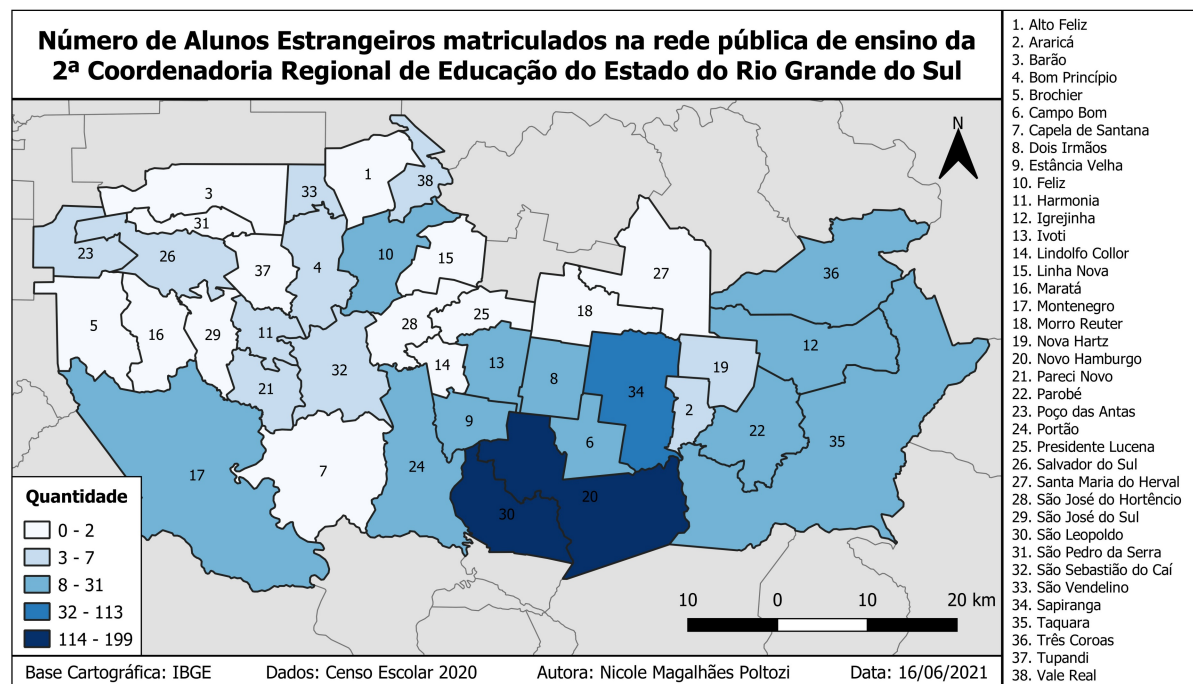 Número de Alunos Estrangeiros matriculados na rede pública de ensino da
2ª Coordenadoria Regional de Educação do Estado do Rio Grande do Sul
N
1
38
33
3
31
23
26
37
4
10
15
27
36
5
16
29
11
28
25
18
12
32
14
13
8
34
19
21
2
9
6
22
35
17
7
24
20
30
Quantidade
0 - 2
3 - 7
8 - 31
32 - 113
114 - 199
10 0 10 20 km
Base Cartográfica: IBGE Dados: Censo Escolar 2020 Autora: Nicole Magalhães Poltozi Data: 16/06/2021
1. Alto Feliz
2. Araricá
3. Barão
4. Bom Princípio
5. Brochier
6. Campo Bom
7. Capela de Santana
8. Dois Irmãos
9. Estância Velha
10. Feliz
11. Harmonia
12. Igrejinha
13. Ivoti
14. Lindolfo Collor
15. Linha Nova
16. Maratá
17. Montenegro
18. Morro Reuter
19. Nova Hartz
20. Novo Hamburgo
21. Pareci Novo
22. Parobé
23. Poço das Antas
24. Portão
25. Presidente Lucena
26. Salvador do Sul
27. Santa Maria do Herval
28. São José do Hortêncio
29. São José do Sul
30. São Leopoldo
31. São Pedro da Serra
32. São Sebastião do Caí
33. São Vendelino
34. Sapiranga
35. Taquara
36. Três Coroas
37. Tupandi
38. Vale Real